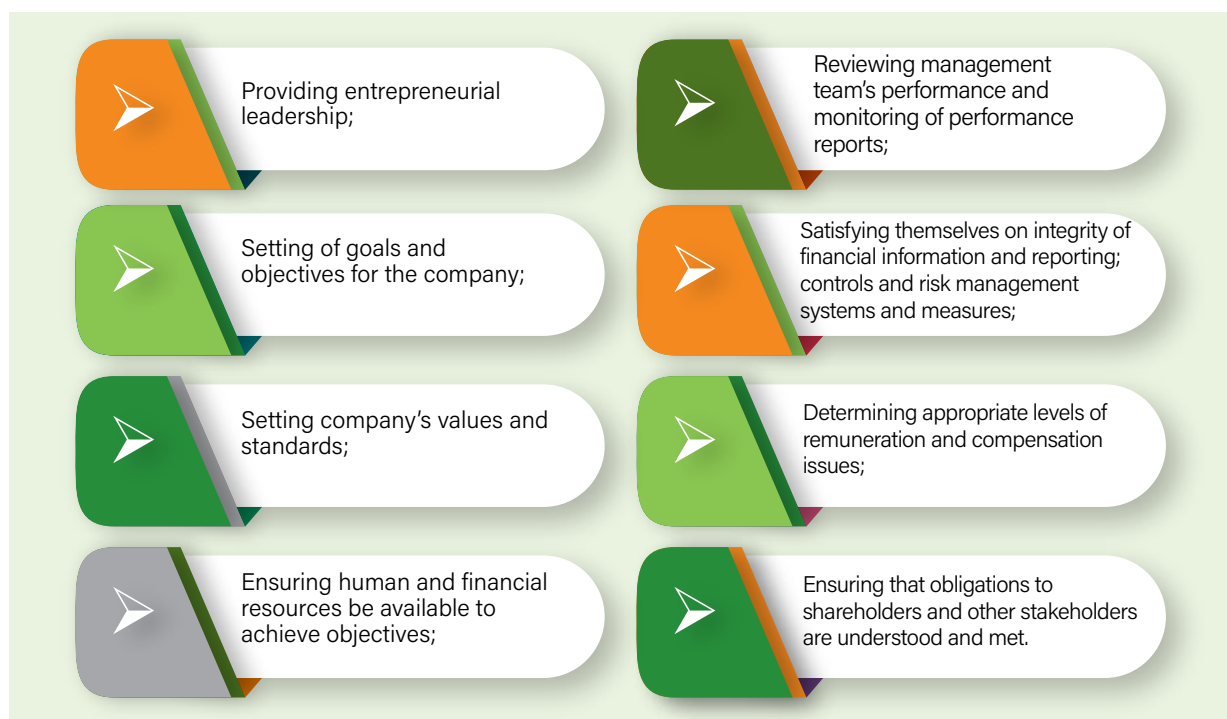 Providing entrepreneurial
leadership;
Setting of goals and
objectives for the company;
Setting company's values and
standards;
Ensuring human and financial
resources be available to
achieve objectives;
Reviewing management
team's performance and
monitoring of performance
reports;
Satisfying themselves on integrity of
financial information and reporting;
controls and risk management
systems and measures;
Determining appropriate levels of
remuneration and compensation
issues;
Ensuring that obligations to
shareholders and other stakeholders
are understood and met.